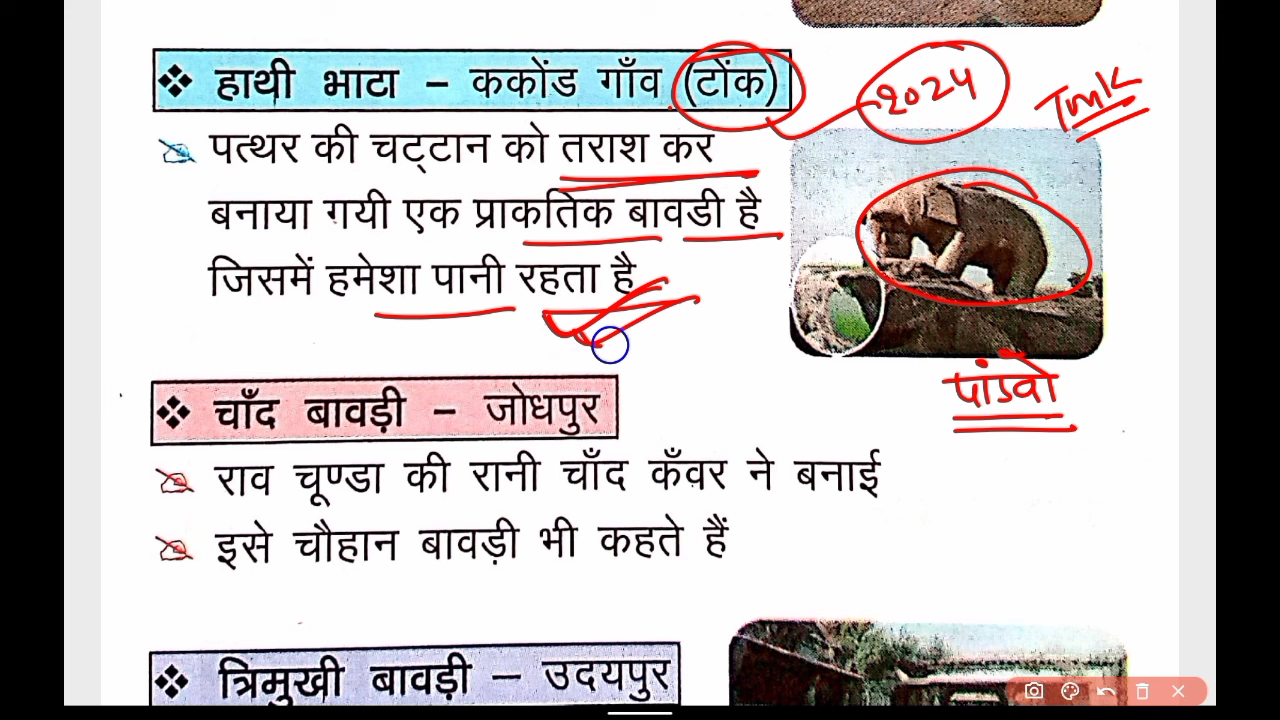 ❖ हाथी भाटा – ककोंड गाँव (टोंक)
2024
Tonk
पत्थर की चट्टान को तराश कर
बनाया गयी एक प्राकतिक बावडी है
जिसमें हमेशा पानी रहता है
पांडवो
❖ चाँद बावड़ी – जोधपुर
राव चूण्डा की रानी चाँद कँवर ने बनाई
इसे चौहान बावड़ी भी कहते हैं
❖ त्रिमुखी बावड़ी – उदयपुर